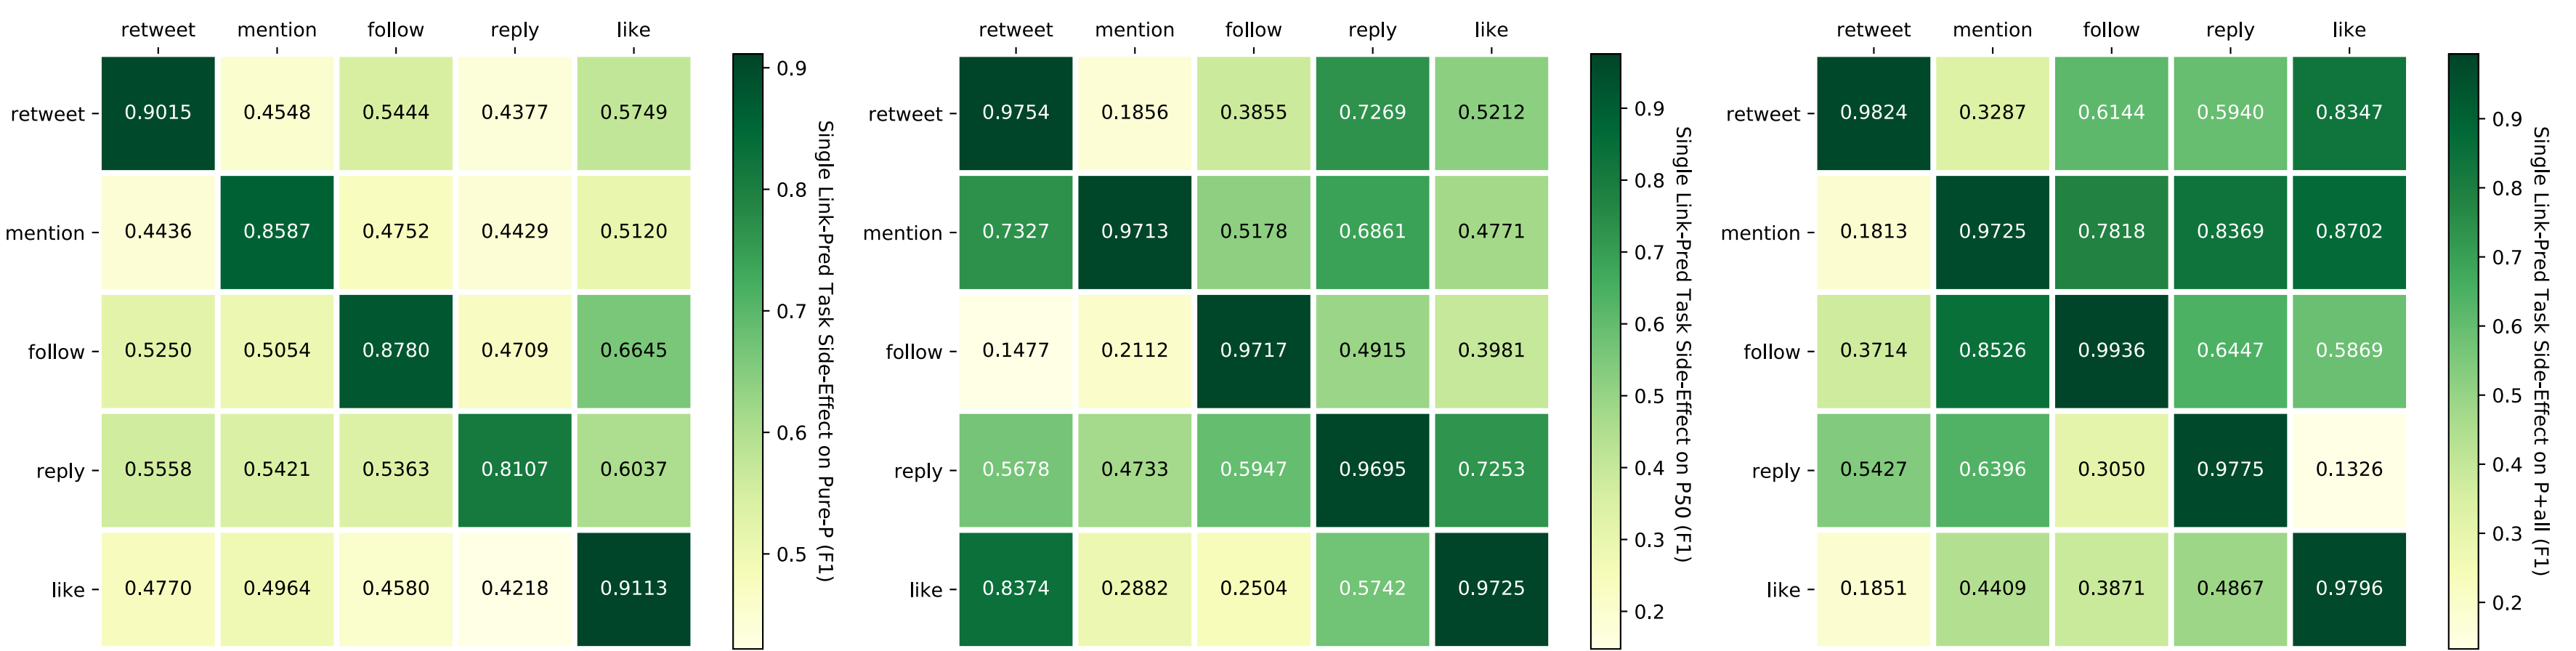 retweet mention follow reply like
retweet 0.9015 0.4548 0.5444 0.4377 0.5749
mention 0.4436 0.8587 0.4752 0.4429 0.5120
follow 0.5250 0.5054 0.8780 0.4709 0.6645
reply 0.5558 0.5421 0.5363 0.8107 0.6037
like 0.4770 0.4964 0.4580 0.4218 0.9113
0.9
0.8
0.7
0.6
0.5
Single Link-Pred Task Side-Effect on Pure-P (F1)
retweet mention follow reply like
retweet 0.9754 0.1856 0.3855 0.7269 0.5212
mention 0.7327 0.9713 0.5178 0.6861 0.4771
follow 0.1477 0.2112 0.9717 0.4915 0.3981
reply 0.5678 0.4733 0.5947 0.9695 0.7253
like 0.8374 0.2882 0.2504 0.5742 0.9725
0.9
0.8
0.7
0.6
0.5
0.4
0.3
0.2
Single Link-Pred Task Side-Effect on P50 (F1)
retweet mention follow reply like
retweet 0.9824 0.3287 0.6144 0.5940 0.8347
mention 0.1813 0.9725 0.7818 0.8369 0.8702
follow 0.3714 0.8526 0.9936 0.6447 0.5869
reply 0.5427 0.6396 0.3050 0.9775 0.1326
like 0.1851 0.4409 0.3871 0.4867 0.9796
0.9
0.8
0.7
0.6
0.5
0.4
0.3
0.2
Single Link-Pred Task Side-Effect on P+all (F1)